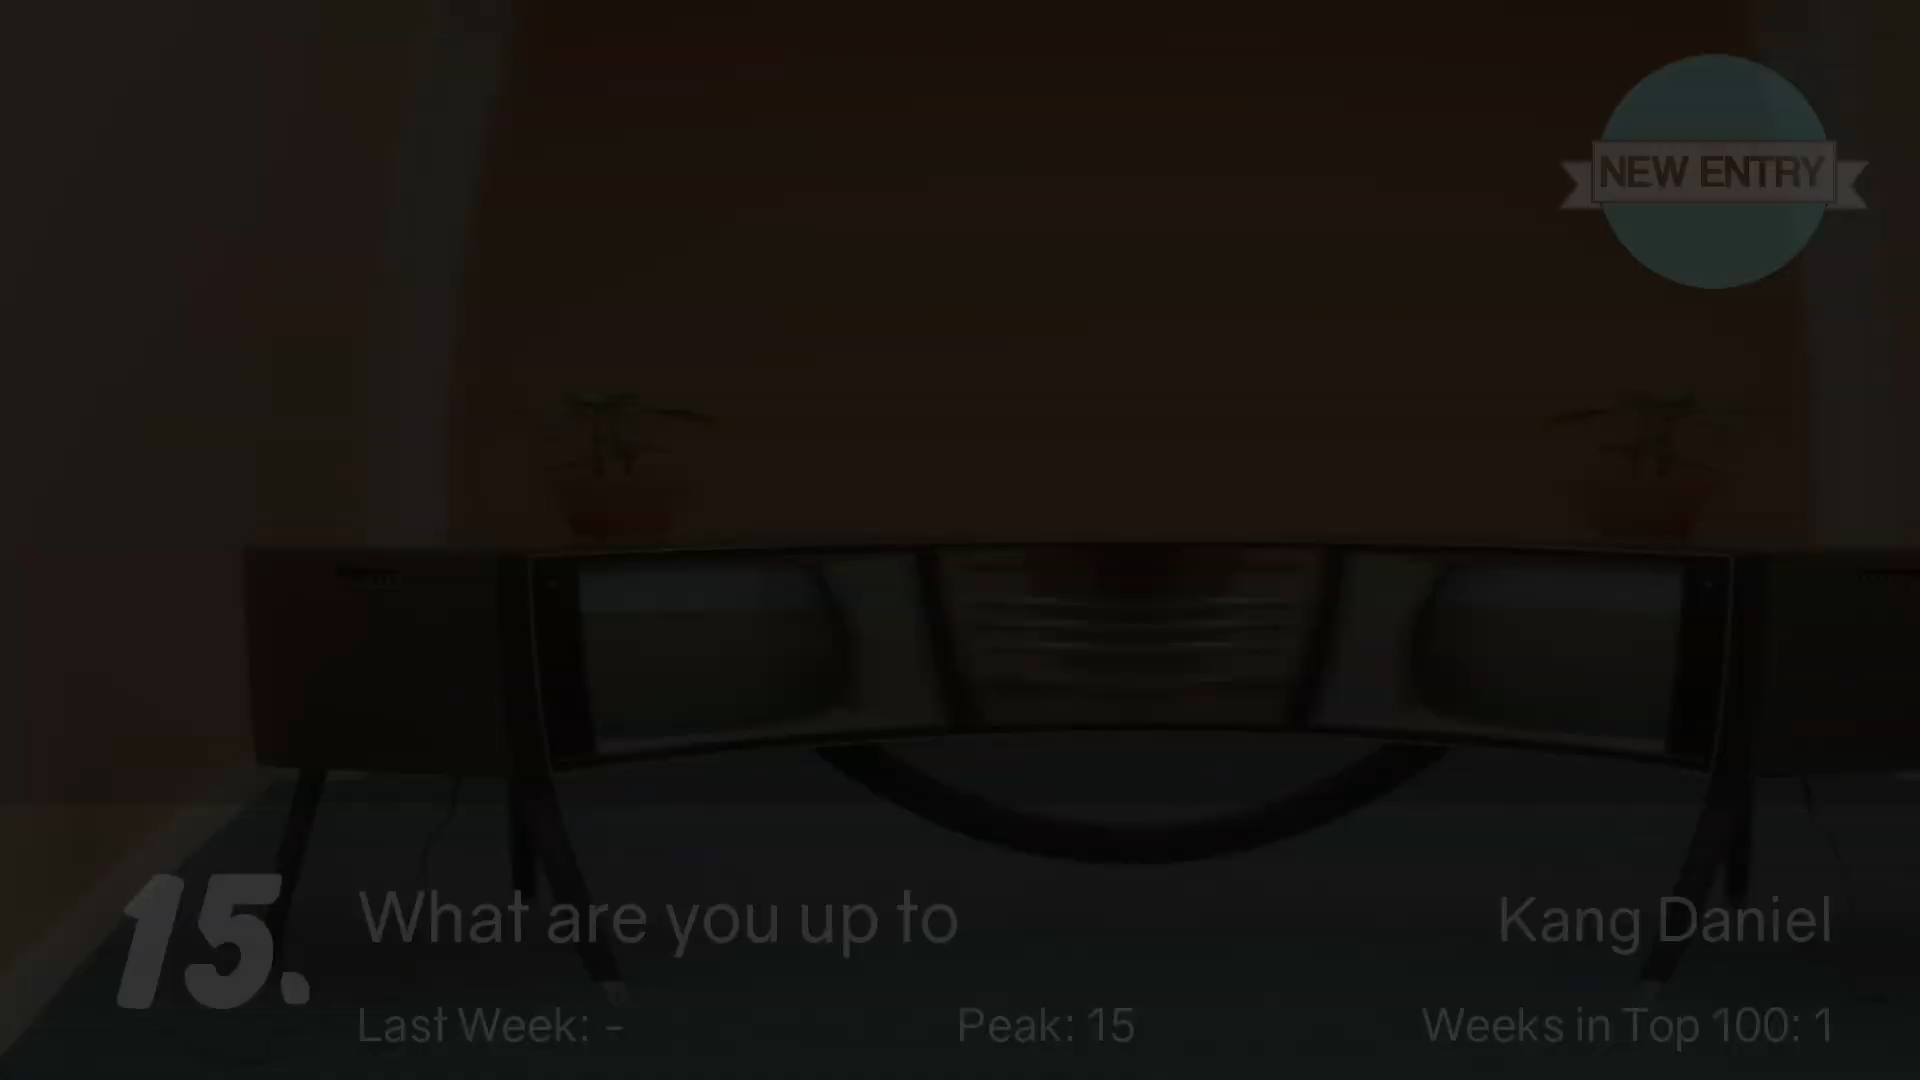 NEW ENTRY
15.
What are you up to
Kang Daniel
Last Week: -
Peak: 15
Weeks in Top 100: 1